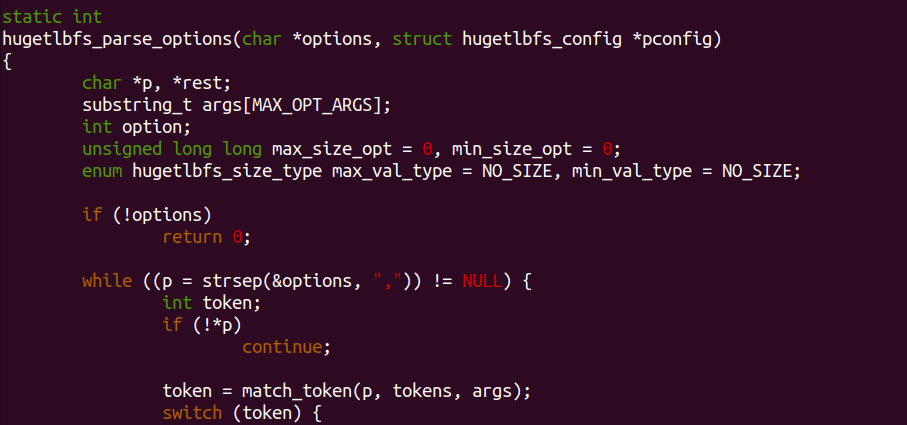 static int
hugetlbfs_parse_options(char *options, struct hugetlbfs_config *pconfig)
{
        char *p, *rest;
        substring_t args[MAX_OPT_ARGS];
        int option;
        unsigned long long max_size_opt = 0, min_size_opt = 0;
        enum hugetlbfs_size_type max_val_type = NO_SIZE, min_val_type = NO_SIZE;

        if (!options)
                return 0;

        while ((p = strsep(&options, ",")) != NULL) {
                int token;
                if (!*p)
                        continue;

                token = match_token(p, tokens, args);
                switch (token) {